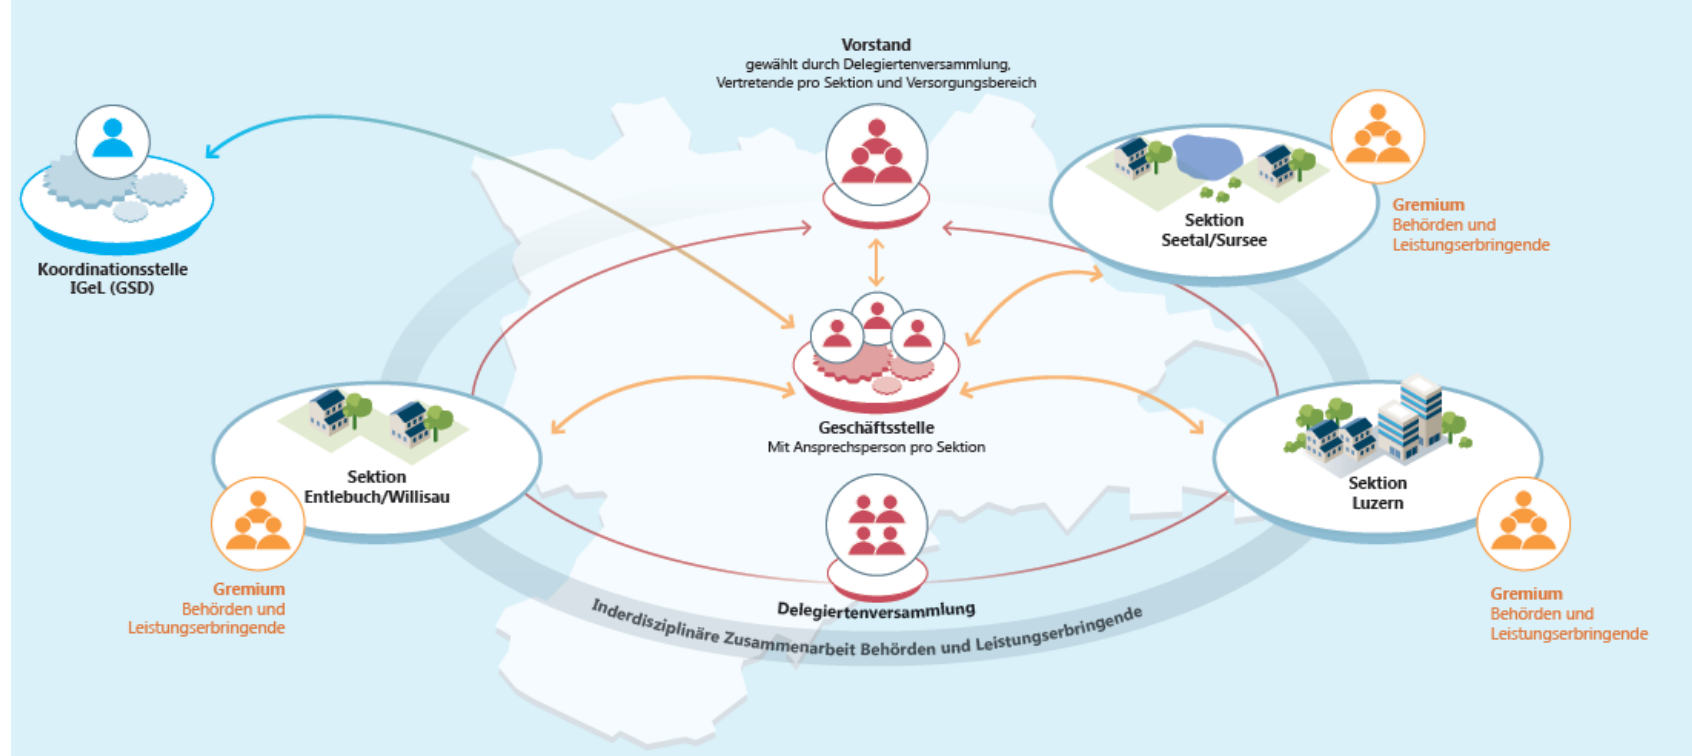 Vorstand
gewählt durch Delegiertenversammlung,
Vertretende pro Sektion und Versorgungsbereich
Koordinationsstelle
IGeL (GSD)
Sektion
Seetal/Sursee
Gremium
Behörden und
Leistungserbringende
Geschäftsstelle
Mit Ansprechsperson pro Sektion
Sektion
Entlebuch/Willisau
Gremium
Behörden und
Leistungserbringende
Sektion
Luzern
Gremium
Behörden und
Leistungserbringende
Delegiertenversammlung
Inderdisziplinäre Zusammenarbeit Behörden und Leistungserbringende